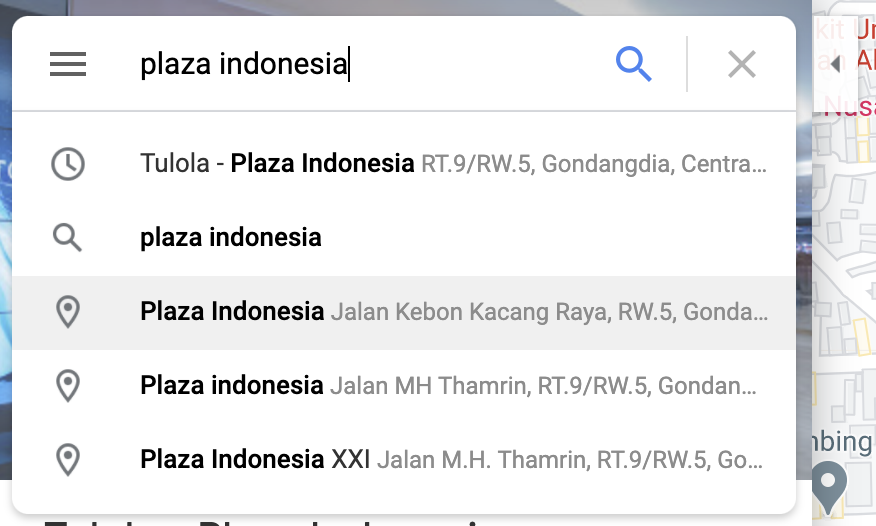 plaza indonesia
Tulola - Plaza Indonesia RT.9/RW.5, Gondangdia, Centra...
plaza indonesia
Plaza Indonesia Jalan Kebon Kacang Raya, RW.5, Gonda...
Plaza indonesia Jalan MH Thamrin, RT.9/RW.5, Gondan...
Plaza Indonesia XXI Jalan M.H. Thamrin, RT.9/RW.5, Go...